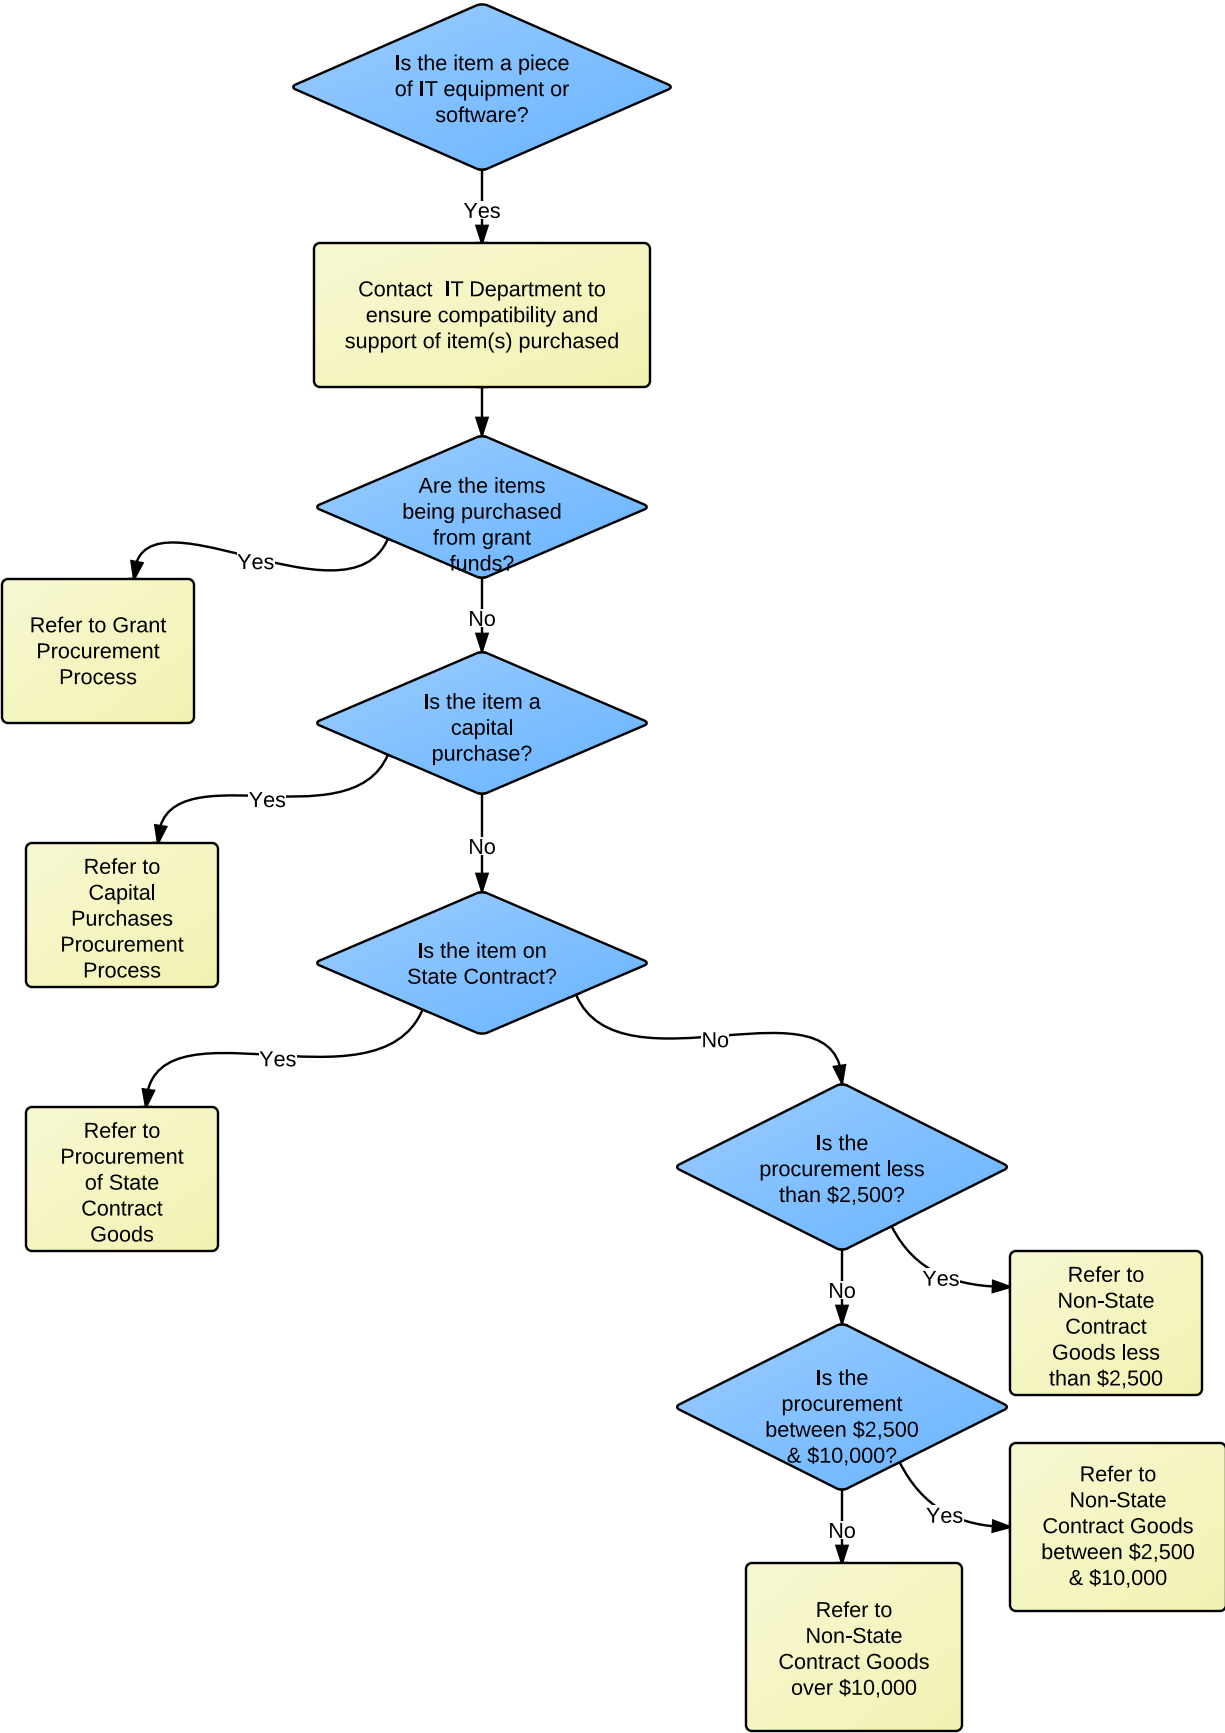 Is the item a piece
of IT equipment or
software?
Yes
Contact  IT Department to
ensure compatibility and
support of item(s) purchased
Are the items
being purchased
from grant
funds?
Yes
No
Refer to Grant
Procurement
Process
Is the item a
capital
purchase?
Yes
No
Refer to
Capital
Purchases
Procurement
Process
Is the item on
State Contract?
Yes
No
Refer to
Procurement
of State
Contract
Goods
Is the
procurement less
than $2,500?
Yes
No
Refer to
Non-State
Contract
Goods less
than $2,500
Is the
procurement
between $2,500
& $10,000?
Yes
No
Refer to
Non-State
Contract Goods
between $2,500
& $10,000
Refer to
Non-State
Contract Goods
over $10,000